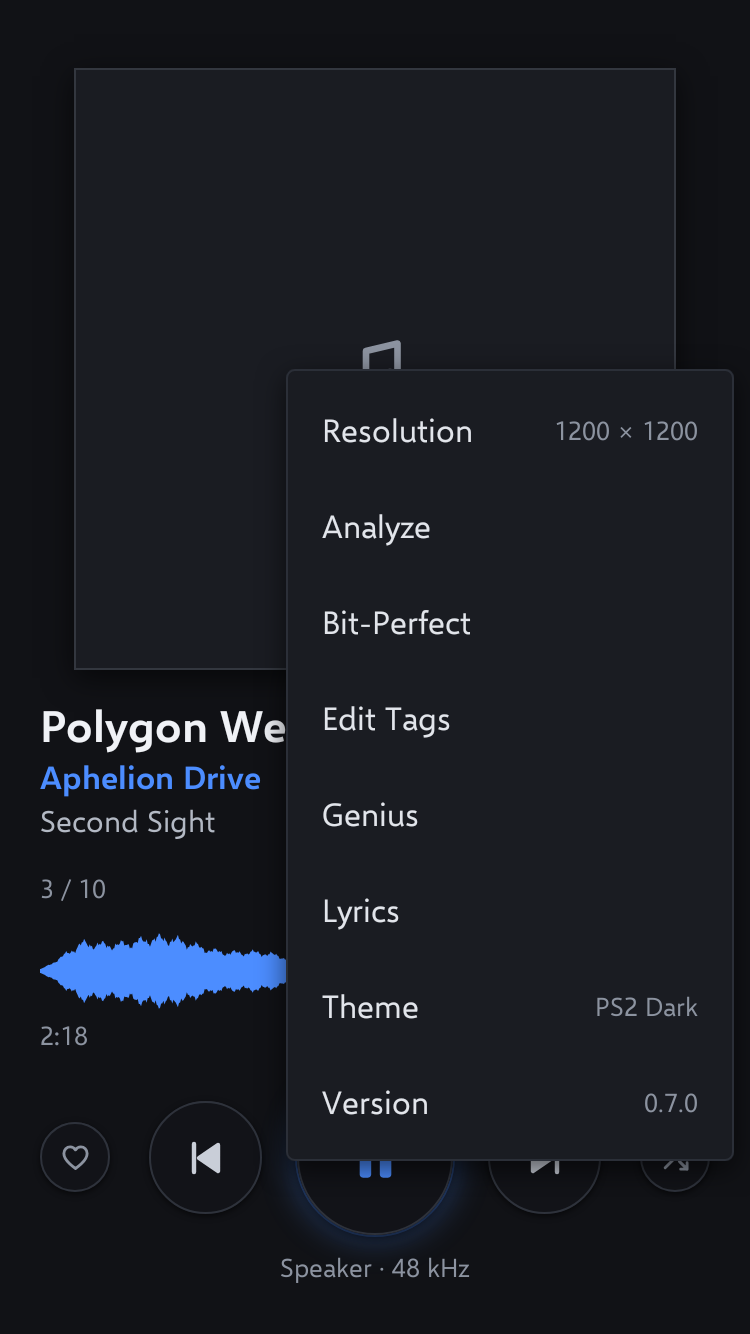 Resolution 1200 × 1200
Analyze
Bit-Perfect
Edit Tags
Genius
Lyrics
Theme PS2 Dark
Version 0.7.0
Polygon
Aphelion Drive
Second Sight
3 / 10
2:18
Speaker · 48 kHz